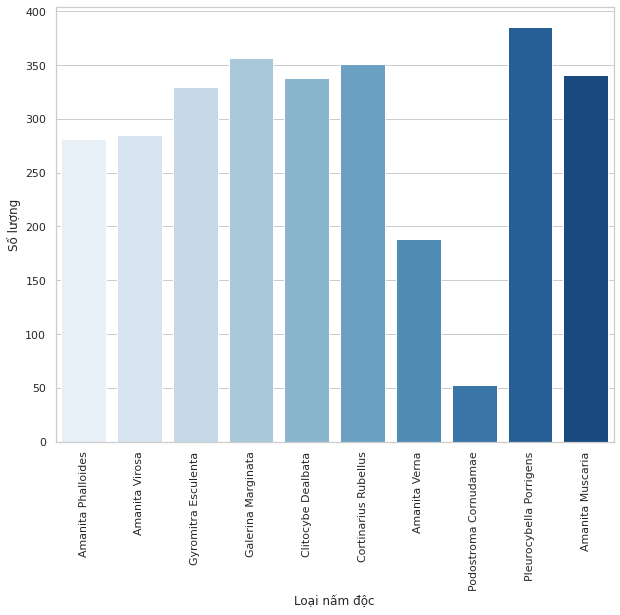 400
350
300
250
200
150
100
50
0
Số lượng
Amanita Phalloides
Amanita Virosa
Gyromitra Esculenta
Galerina Marginata
Clitocybe Dealbata
Cortinarius Rubellus
Amanita Verna
Podostroma Cornudamae
Pleurocybella Porrigens
Amanita Muscaria
Loại nấm độc